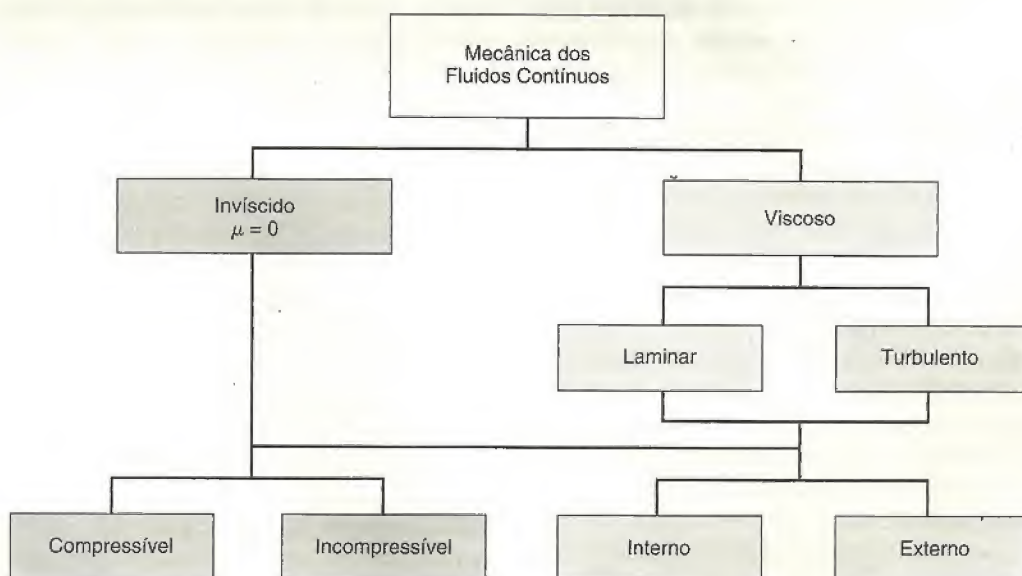 Mecânica dos
Fluidos Contínuos
Invíscido
μ = 0
Viscoso
Laminar
Turbulento
Compressível
Incompressível
Interno
Externo